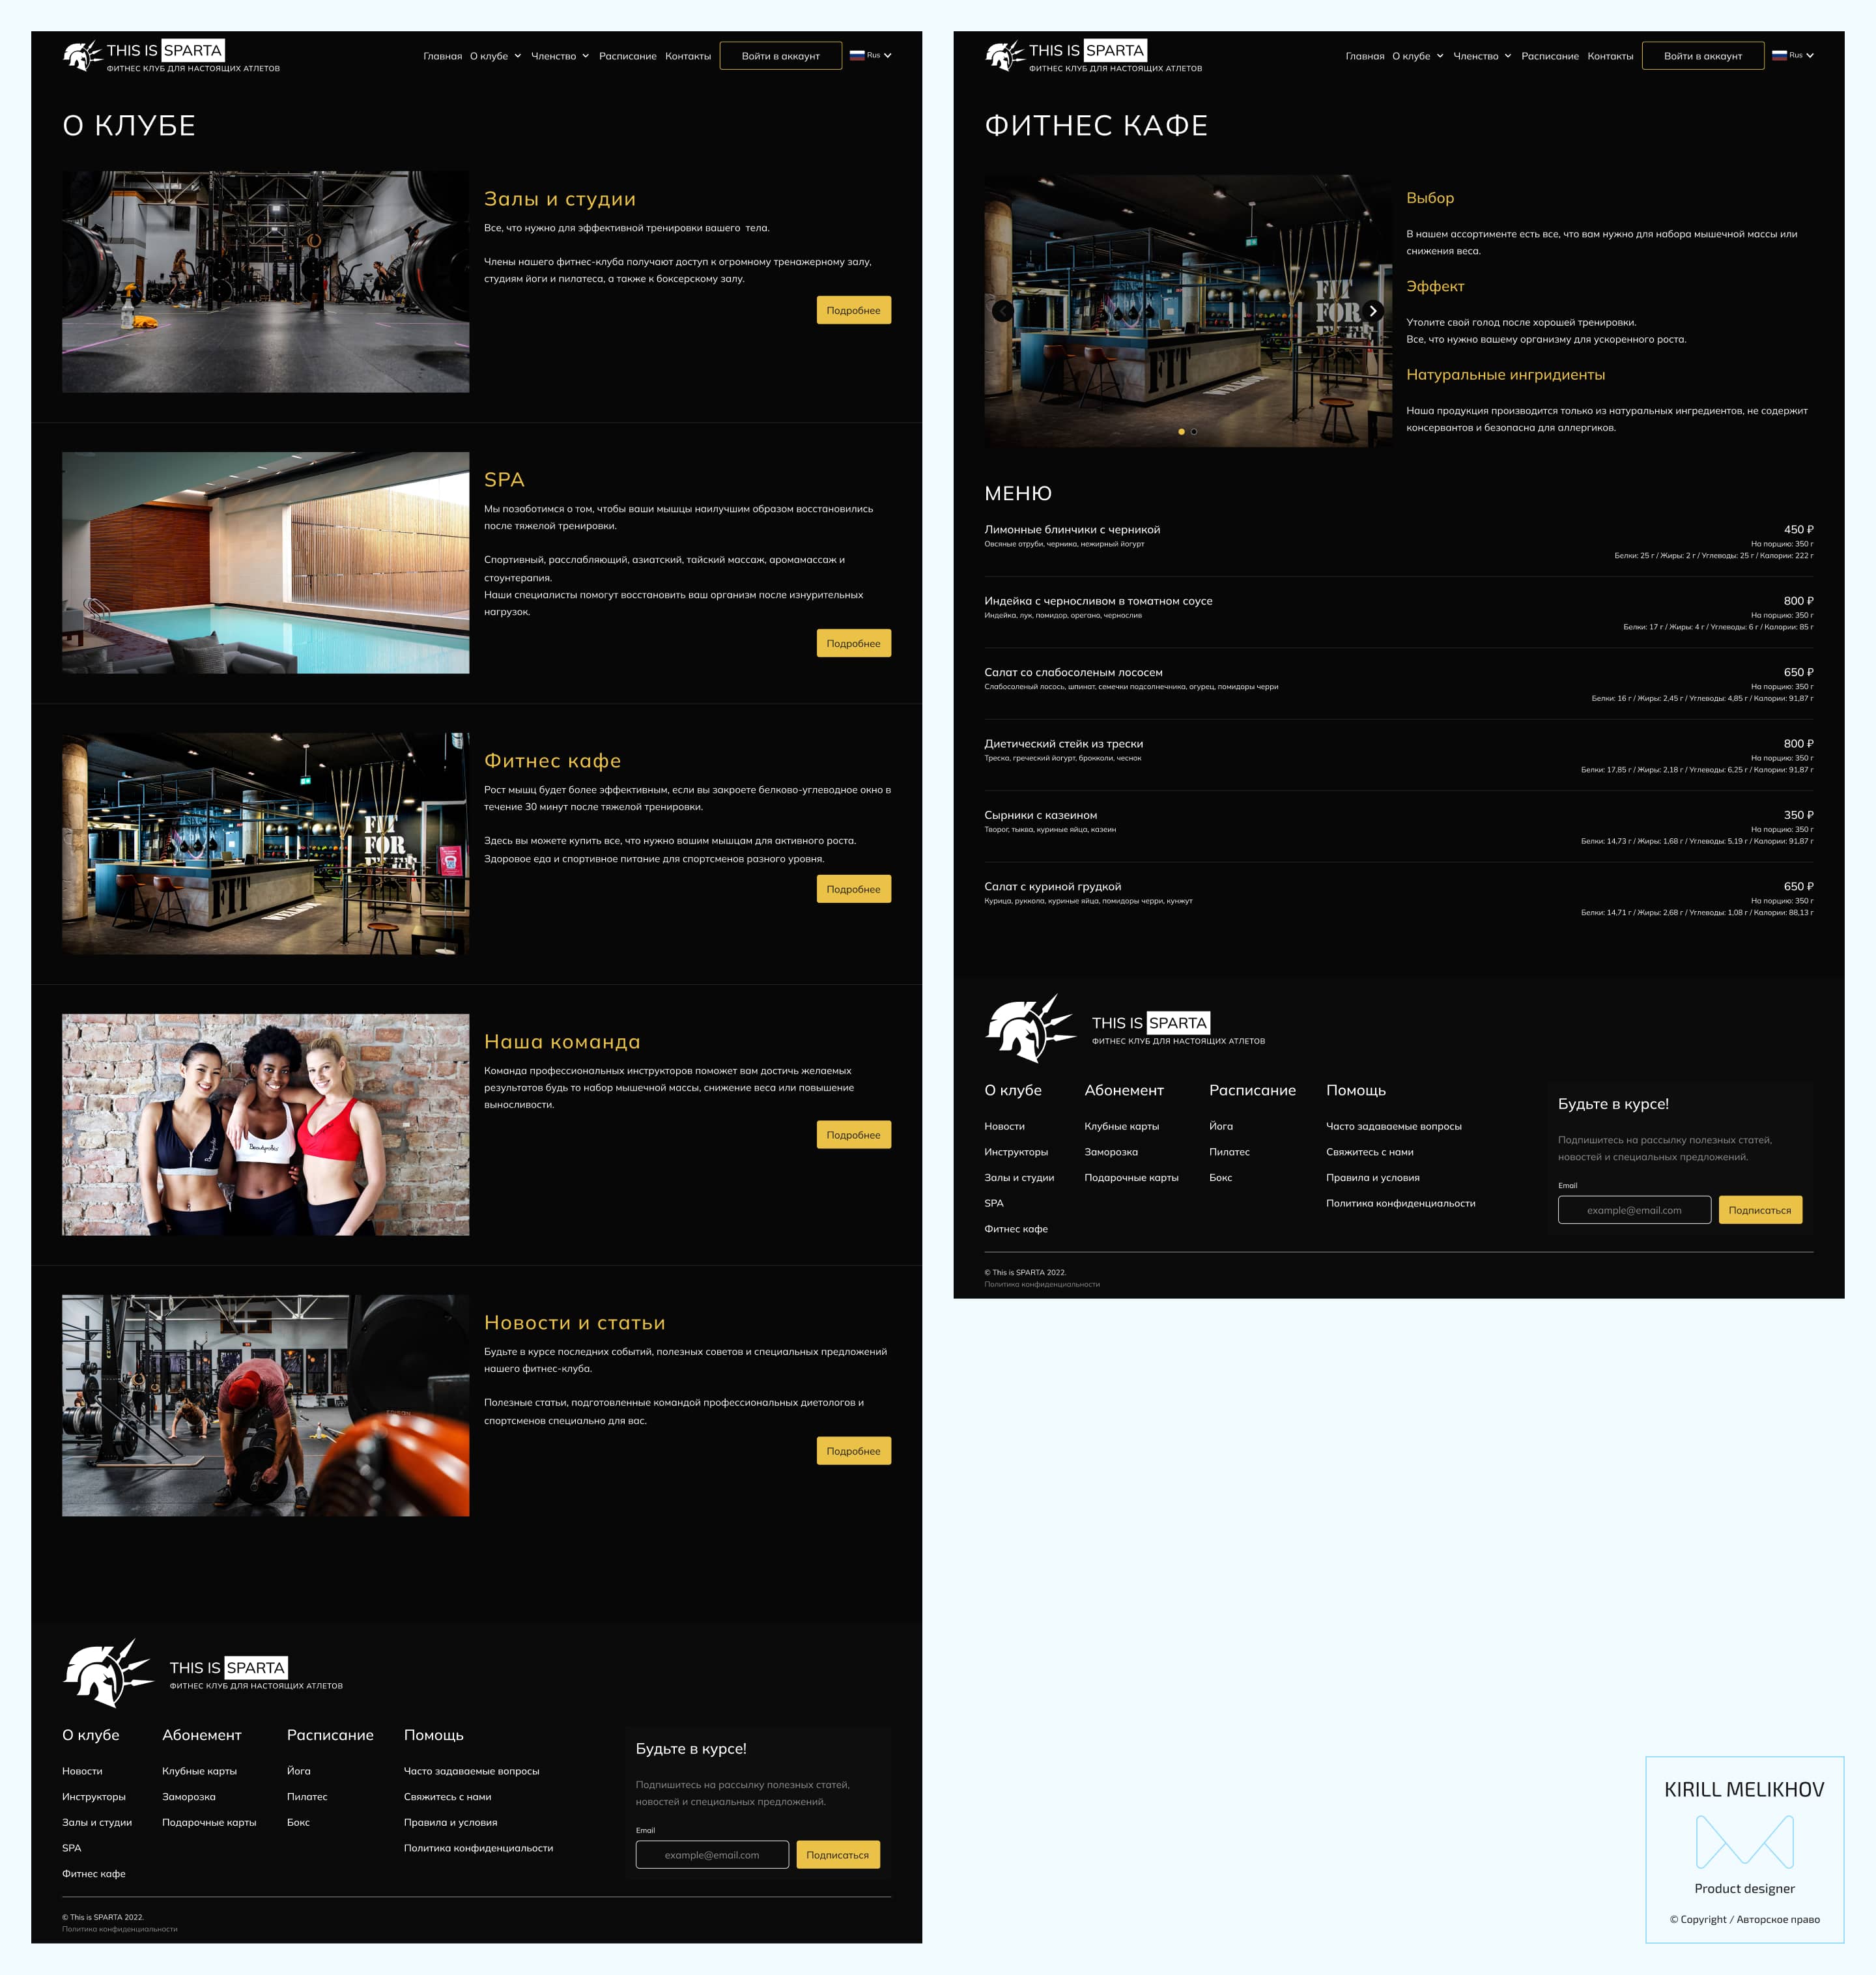 THIS IS SPARTA
ФИТНЕС КЛУБ ДЛЯ НАСТОЯЩИХ АТЛЕТОВ
Главная О клубе Членство Расписание Контакты Войти в аккаунт Rus
О КЛУБЕ
Залы и студии
Все, что нужно для эффективной тренировки вашего тела.
Члены нашего фитнес-клуба получают доступ к огромному тренажерному залу,
студиям йоги и пилатеса, а также к боксерскому залу.
Подробнее
SPA
Мы позаботимся о том, чтобы ваши мышцы наилучшим образом восстановились
после тяжелой тренировки.
Спортивный, расслабляющий, азиатский, тайский массаж, аромамассаж и
стоунтерапия.
Наши специалисты помогут восстановить ваш организм после изнурительных
нагрузок.
Подробнее
FIT
FOR
FIT
WILSON
Фитнес кафе
Рост мышц будет более эффективным, если вы закроете белково-углеводное окно в
течение 30 минут после тяжелой тренировки.
Здесь вы можете купить все, что нужно вашим мышцам для активного роста.
Здоровое еда и спортивное питание для спортсменов разного уровня.
Подробнее
Наша команда
Команда профессиональных инструкторов поможет вам достичь желаемых
результатов будь то набор мышечной массы, снижение веса или повышение
выносливости.
Подробнее
Новости и статьи
Будьте в курсе последних событий, полезных советов и специальных предложений
нашего фитнес-клуба.
Полезные статьи, подготовленные командой профессиональных диетологов и
спортсменов специально для вас.
Подробнее
THIS IS SPARTA
ФИТНЕС КЛУБ ДЛЯ НАСТОЯЩИХ АТЛЕТОВ
О клубе Абонемент Расписание Помощь
Новости Клубные карты Йога Часто задаваемые вопросы
Инструкторы Заморозка Пилатес Свяжитесь с нами
Залы и студии Подарочные карты Бокс Правила и условия
SPA Политика конфиденциальости
Фитнес кафе
Будьте в курсе!
Подпишитесь на рассылку полезных статей,
новостей и специальных предложений.
Email
example@email.com Подписаться
© This is SPARTA 2022.
Политика конфиденциальности
THIS IS SPARTA
ФИТНЕС КЛУБ ДЛЯ НАСТОЯЩИХ АТЛЕТОВ
Главная О клубе Членство Расписание Контакты Войти в аккаунт Rus
ФИТНЕС КАФЕ
FIT
FOR
FIT
WILSON
Выбор
В нашем ассортименте есть все, что вам нужно для набора мышечной массы или
снижения веса.
Эффект
Утолите свой голод после хорошей тренировки.
Все, что нужно вашему организму для ускоренного роста.
Натуральные ингридиенты
Наша продукция производится только из натуральных ингредиентов, не содержит
консервантов и безопасна для аллергиков.
МЕНЮ
Лимонные блинчики с черникой 450 ₽
Овсяные отруби, черника, нежирный йогурт На порцию: 350 г
Белки: 25 г / Жиры: 2 г / Углеводы: 25 г / Калории: 222 г
Индейка с черносливом в томатном соусе 800 ₽
Индейка, лук, помидор, орегано, чернослив На порцию: 350 г
Белки: 17 г / Жиры: 4 г / Углеводы: 6 г / Калории: 85 г
Салат со слабосоленым лососем 650 ₽
Слабосоленый лосось, шпинат, семечки подсолнечника, огурец, помидоры черри На порцию: 350 г
Белки: 16 г / Жиры: 2,45 г / Углеводы: 4,85 г / Калории: 91,87 г
Диетический стейк из трески 800 ₽
Треска, греческий йогурт, брокколи, чеснок На порцию: 350 г
Белки: 17,85 г / Жиры: 2,18 г / Углеводы: 6,25 г / Калории: 91,87 г
Сырники с казеином 350 ₽
Творог, тыква, куриные яйца, казеин На порцию: 350 г
Белки: 14,73 г / Жиры: 1,68 г / Углеводы: 5,19 г / Калории: 91,87 г
Салат с куриной грудкой 650 ₽
Курица, руккола, куриные яйца, помидоры черри, кунжут На порцию: 350 г
Белки: 14,71 г / Жиры: 2,68 г / Углеводы: 1,08 г / Калории: 88,13 г
THIS IS SPARTA
ФИТНЕС КЛУБ ДЛЯ НАСТОЯЩИХ АТЛЕТОВ
О клубе Абонемент Расписание Помощь
Новости Клубные карты Йога Часто задаваемые вопросы
Инструкторы Заморозка Пилатес Свяжитесь с нами
Залы и студии Подарочные карты Бокс Правила и условия
SPA Политика конфиденциальости
Фитнес кафе
Будьте в курсе!
Подпишитесь на рассылку полезных статей,
новостей и специальных предложений.
Email
example@email.com Подписаться
© This is SPARTA 2022.
Политика конфиденциальности
KIRILL MELIKHOV
Product designer
© Copyright / Авторское право